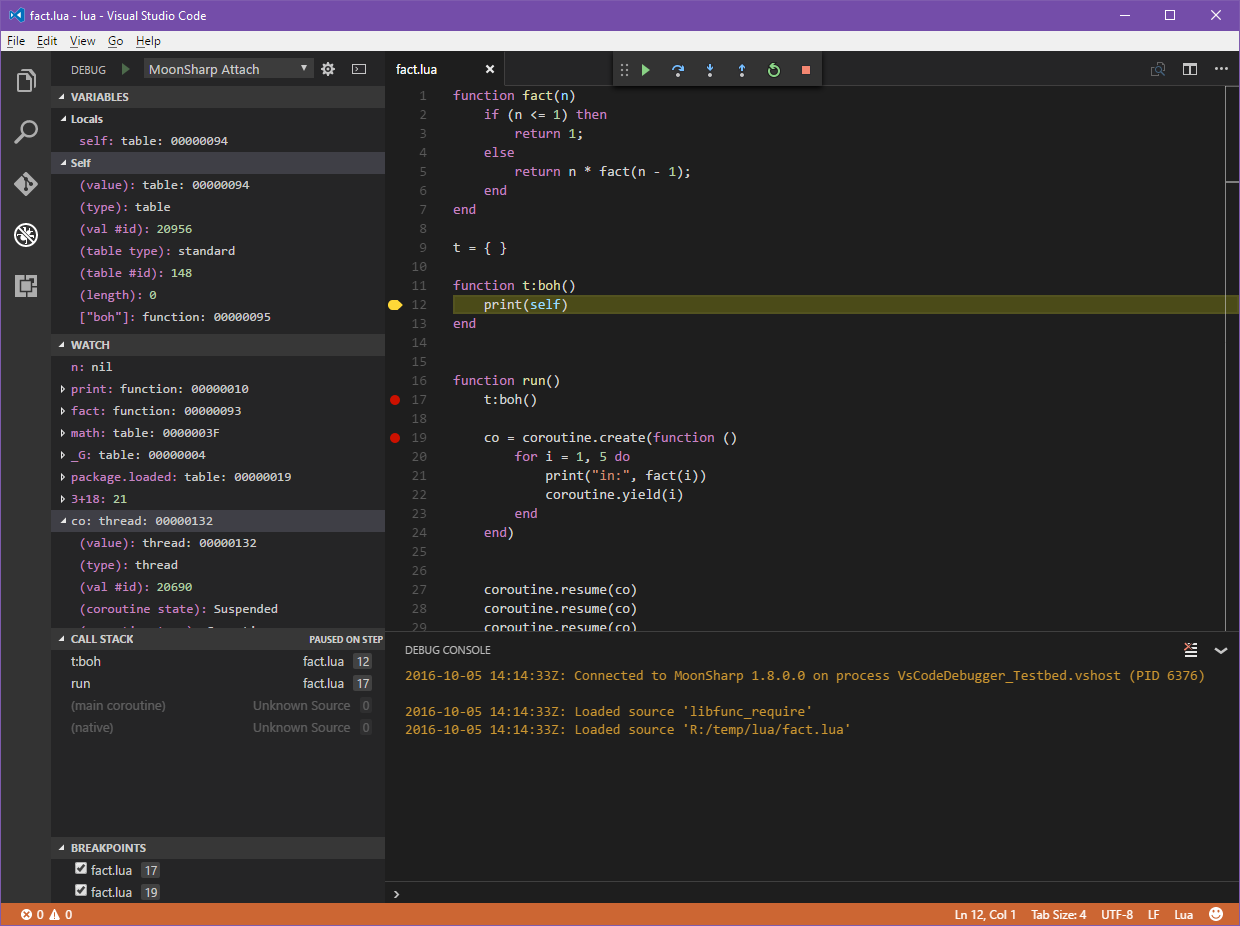 fact.lua - lua - Visual Studio Code
File Edit View Go Help
DEBUG MoonSharp Attach
VARIABLES
Locals
self: table: 00000094
Self
(value): table: 00000094
(type): table
(val #id): 20956
(table type): standard
(table #id): 148
(length): 0
["boh"]: function: 00000095
WATCH
n: nil
print: function: 00000010
fact: function: 00000093
math: table: 0000003F
_G: table: 00000004
package.loaded: table: 00000019
3+18: 21
co: thread: 00000132
(value): thread: 00000132
(type): thread
(val #id): 20690
(coroutine state): Suspended
CALL STACK PAUSED ON STEP
t:boh fact.lua 12
run fact.lua 17
(main coroutine) Unknown Source 0
(native) Unknown Source 0
BREAKPOINTS
fact.lua 17
fact.lua 19
fact.lua
1 function fact(n)
2     if (n <= 1) then
3         return 1;
4     else
5         return n * fact(n - 1);
6     end
7 end
8
9 t = { }
10
11 function t:boh()
12     print(self)
13 end
14
15
16 function run()
17     t:boh()
18
19     co = coroutine.create(function ()
20         for i = 1, 5 do
21             print("in:", fact(i))
22             coroutine.yield(i)
23         end
24     end)
25
26
27     coroutine.resume(co)
28     coroutine.resume(co)
29     coroutine.resume(co)
DEBUG CONSOLE
2016-10-05 14:14:33Z: Connected to MoonSharp 1.8.0.0 on process VsCodeDebugger_Testbed.vshost (PID 6376)
2016-10-05 14:14:33Z: Loaded source 'libfunc_require'
2016-10-05 14:14:33Z: Loaded source 'R:/temp/lua/fact.lua'
0 0 Ln 12, Col 1 Tab Size: 4 UTF-8 LF Lua